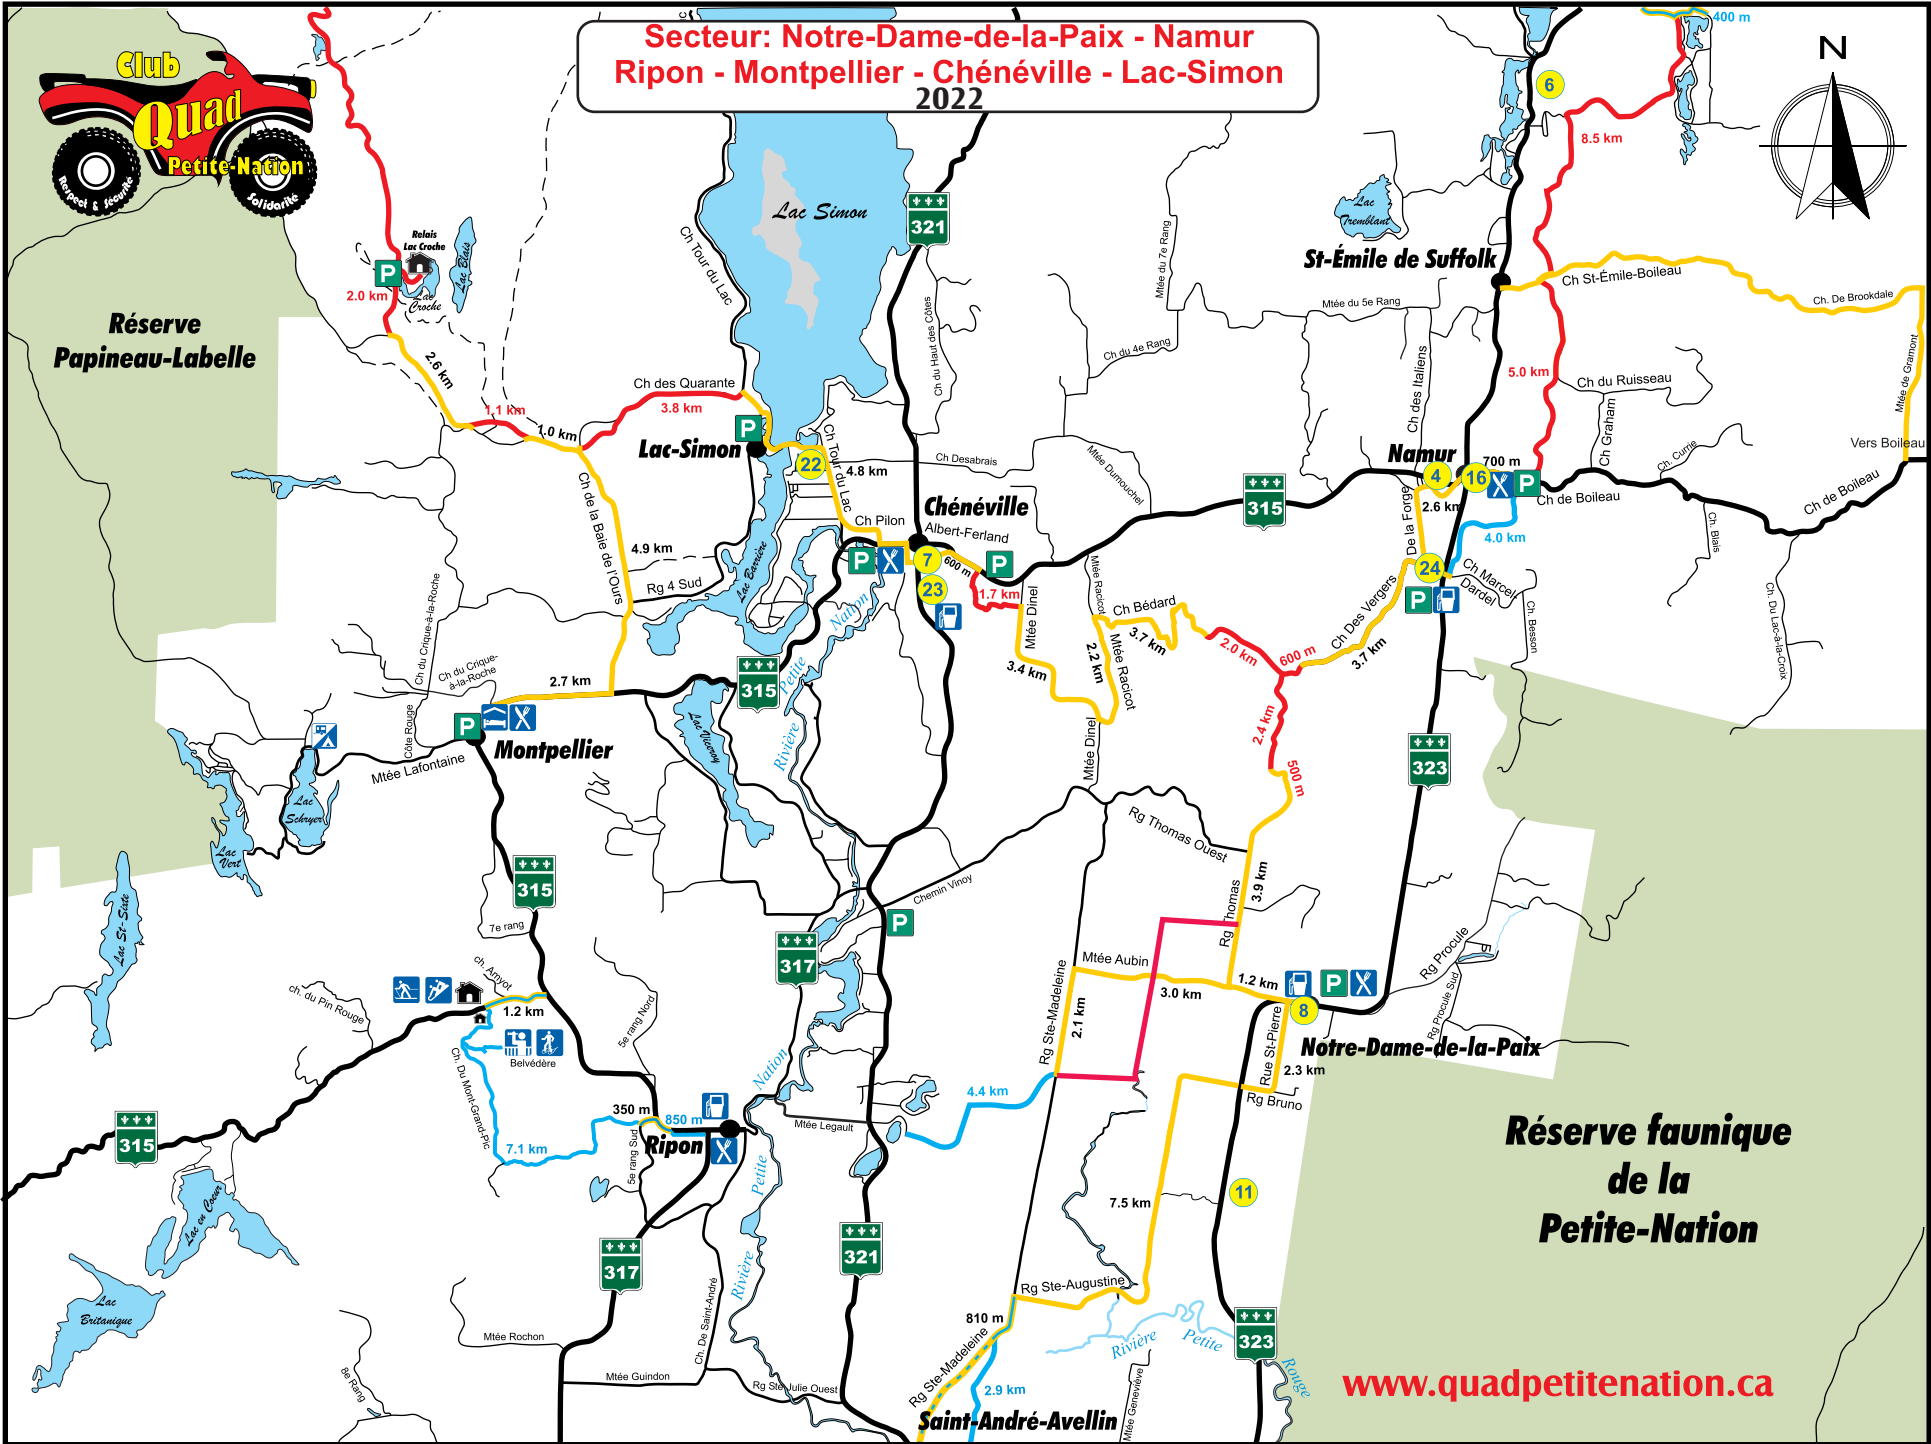 Secteur: Notre-Dame-de-la-Paix - Namur
Ripon - Montpellier - Chénéville - Lac-Simon
2022
Club
Quad
Petite-Nation
Respect & Sécurité
Solidarité
N
400 m
6
8.5 km
Lac Simon
321
Ch Tour du Lac
Lac
Tremblant
St-Émile de Suffolk
Ch St-Émile-Boileau
Ch. De Brookdale
Mtée du 7e Rang
Mtée du 5e Rang
Relais
Lac Croche
P
Lac
Croche
Lac Blais
2.0 km
Réserve
Papineau-Labelle
2.6 km
Ch du Haut des Côtes
Ch du 4e Rang
Ch des Italiens
5.0 km
Ch du Ruisseau
Ch Graham
Mtée de Gramont
Ch des Quarante
3.8 km
1.1 km
1.0 km
P
Lac-Simon
22
Ch Tour du Lac
4.8 km
Ch Desabrais
Mtée Dumouchel
Namur
4
16
700 m
P
Ch. Currie
Vers Boileau
Ch de Boileau
Ch de Boileau
315
2.6 km
De la Forge
4.0 km
Ch. Blais
Ch de la Baie de l'Ours
Chénéville
Ch Pilon
Albert-Ferland
P
7
600 m
P
23
1.7 km
4.9 km
Rg 4 Sud
Lac Barrière
24
P
Ch Marcel
Dardel
Ch. Besson
Ch. Du Lac-à-la-Croix
Ch Des Vergers
3.7 km
600 m
Mtée Racicot
Ch Bédard
3.7 km
2.0 km
Mtée Dinel
3.4 km
2.2 km
Mtée Racicot
Mtée Dinel
Rivière
Petite
Nation
315
Ch du Crique-à-la-Roche
Ch du Crique-
à-la-Roche
2.7 km
P
Montpellier
Côte Rouge
Mtée Lafontaine
Lac Viceroy
Lac
Schryer
Lac
Vert
2.4 km
500 m
323
Rg Thomas Ouest
3.9 km
Rg Thomas
315
Lac St-Sixte
7e rang
Chemin Vinoy
P
317
ch. Amyot
ch. du Pin Rouge
1.2 km
Belvédère
5e rang Nord
Ch. Du Mont-Grand-Pic
Mtée Aubin
3.0 km
1.2 km
P
8
Notre-Dame-de-la-Paix
Rg Procule
Rg Procule Sud
Rg Ste-Madeleine
2.1 km
Rue St-Pierre
2.3 km
Rg Bruno
4.4 km
315
350 m
850 m
Ripon
7.1 km
5e rang Sud
Mtée Legault
Rivière
Petite
Nation
Réserve faunique
de la
Petite-Nation
7.5 km
11
Lac en Coeur
317
321
Lac
Britanique
Rg Ste-Augustine
810 m
Rg Ste-Madeleine
2.9 km
Saint-André-Avellin
Rivière
Petite
Rouge
323
Mtée Geneviève
Mtée Rochon
Mtée Guindon
8e Rang
Ch. De Saint-André
Rg Ste-Julie Ouest
www.quadpetitenation.ca